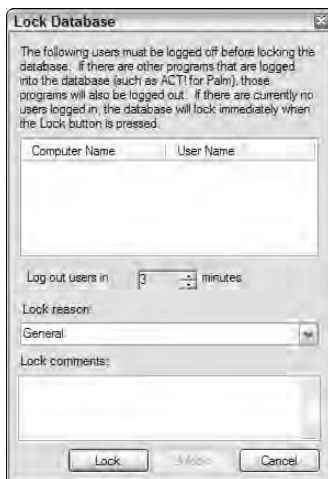 Lock Database
The following users must be logged off before locking the
database. If there are other programs that are logged
into the database (such as ACT! for Palm), those
programs will also be logged out. If there are currently no
users logged in, the database will lock immediately when
the Lock button is pressed.
Computer Name User Name
Log out users in 3 minutes
Lock reason:
General
Lock comments:
Lock Cancel